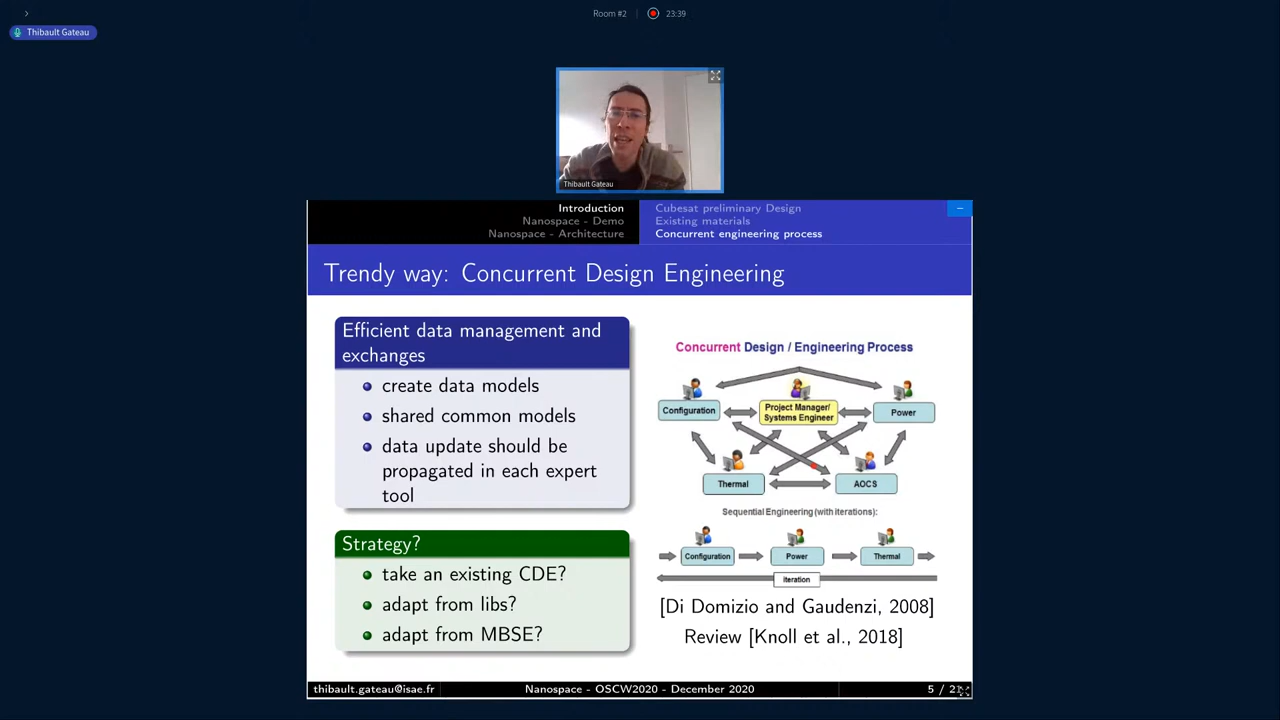 Room #2
23:39
Thibault Gateau
Thibault Gateau
Introduction
Nanospace - Demo
Nanospace - Architecture
Cubesat preliminary Design
Existing materials
Concurrent engineering process
Trendy way: Concurrent Design Engineering
Efficient data management and
exchanges
create data models
shared common models
data update should be
propagated in each expert
tool
Strategy?
take an existing CDE?
adapt from libs?
adapt from MBSE?
Concurrent Design / Engineering Process
Configuration
Project Manager/
Systems Engineer
Power
Thermal
AOCS
Sequential Engineering (with iterations):
Configuration
Power
Thermal
iteration
[Di Domizio and Gaudenzi, 2008]
Review [Knoll et al., 2018]
thibault.gateau@isae.fr
Nanospace - OSCW2020 - December 2020
5 / 21